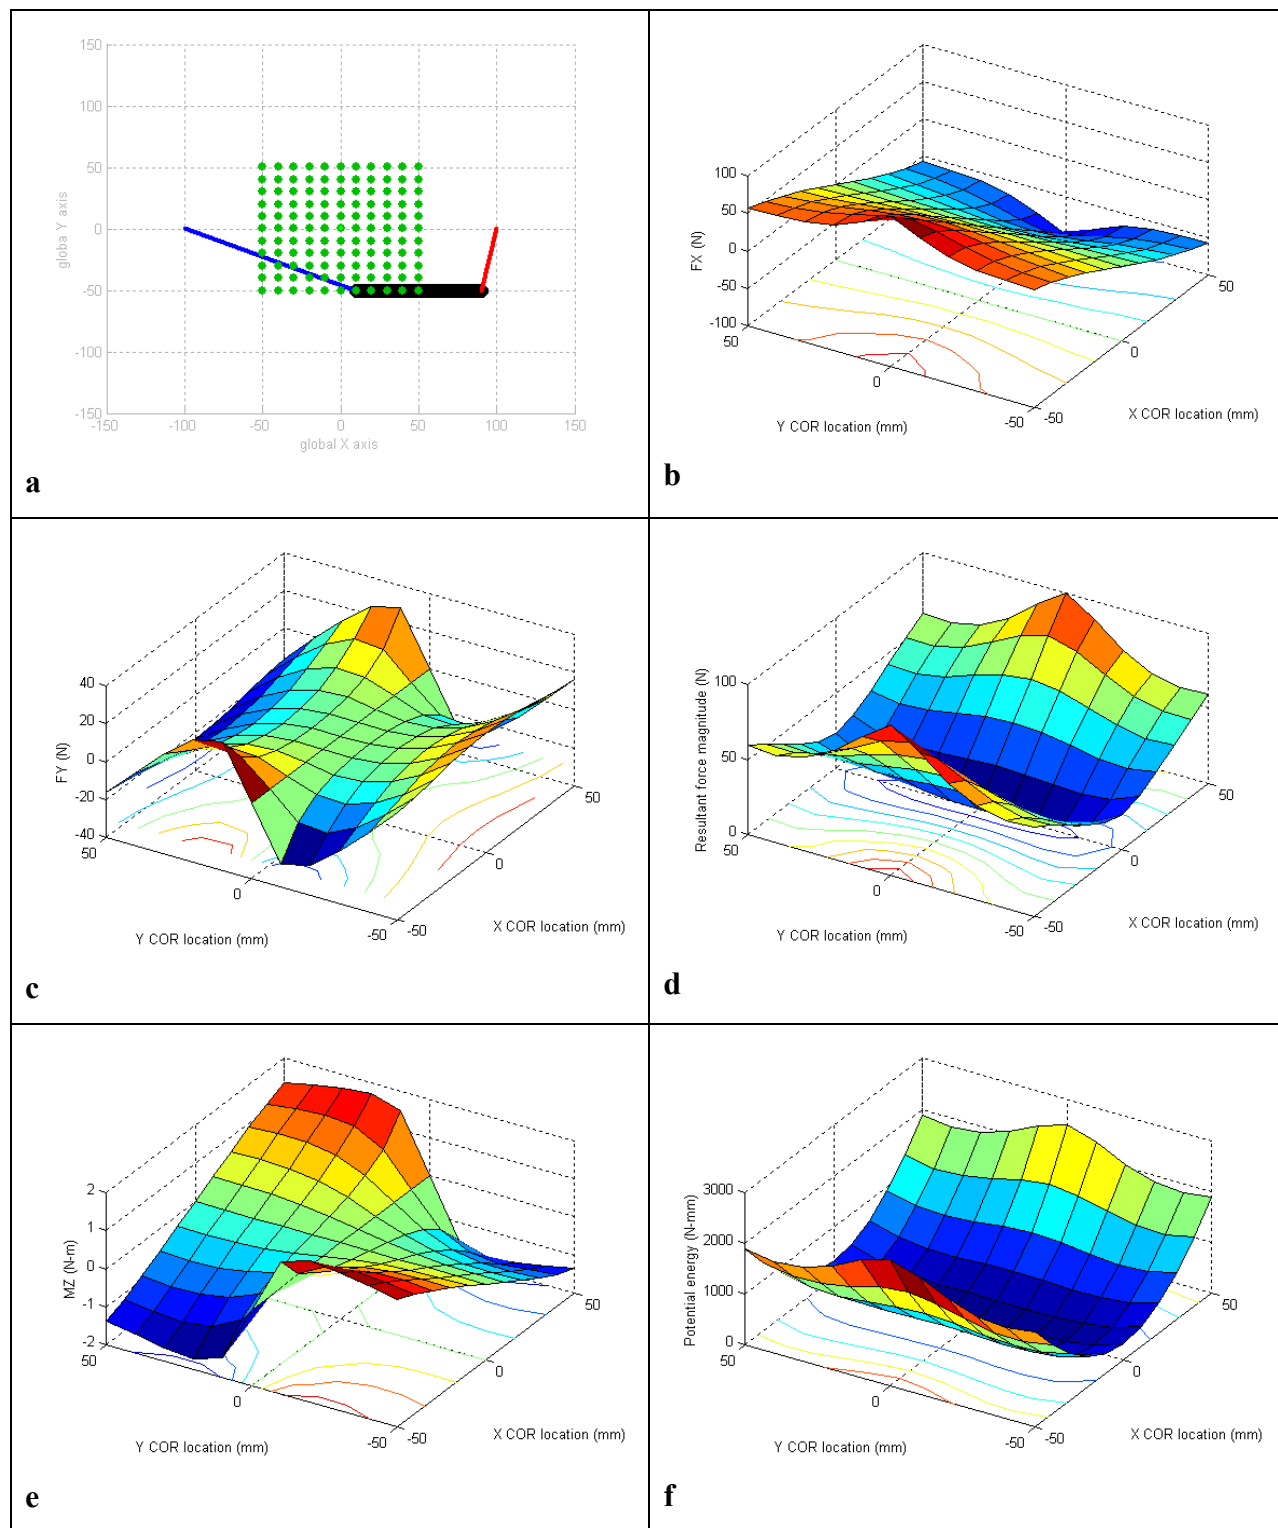 150
100
50
0
-50
-100
-150
-150 -100 -50 0 50 100 150
globa Y axis
global X axis
a
100
50
0
-50
-100
FX (N)
50
0
-50
-50
0
50
Y COR location (mm)
X COR location (mm)
b
40
20
0
-20
-40
FY (N)
50
0
-50
-50
0
50
Y COR location (mm)
X COR location (mm)
c
100
50
0
Resultant force magnitude (N)
50
0
-50
-50
0
50
Y COR location (mm)
X COR location (mm)
d
2
1
0
-1
-2
MZ (N-m)
50
0
-50
-50
0
50
Y COR location (mm)
X COR location (mm)
e
3000
2000
1000
0
Potential energy (N-mm)
50
0
-50
-50
0
50
Y COR location (mm)
X COR location (mm)
f